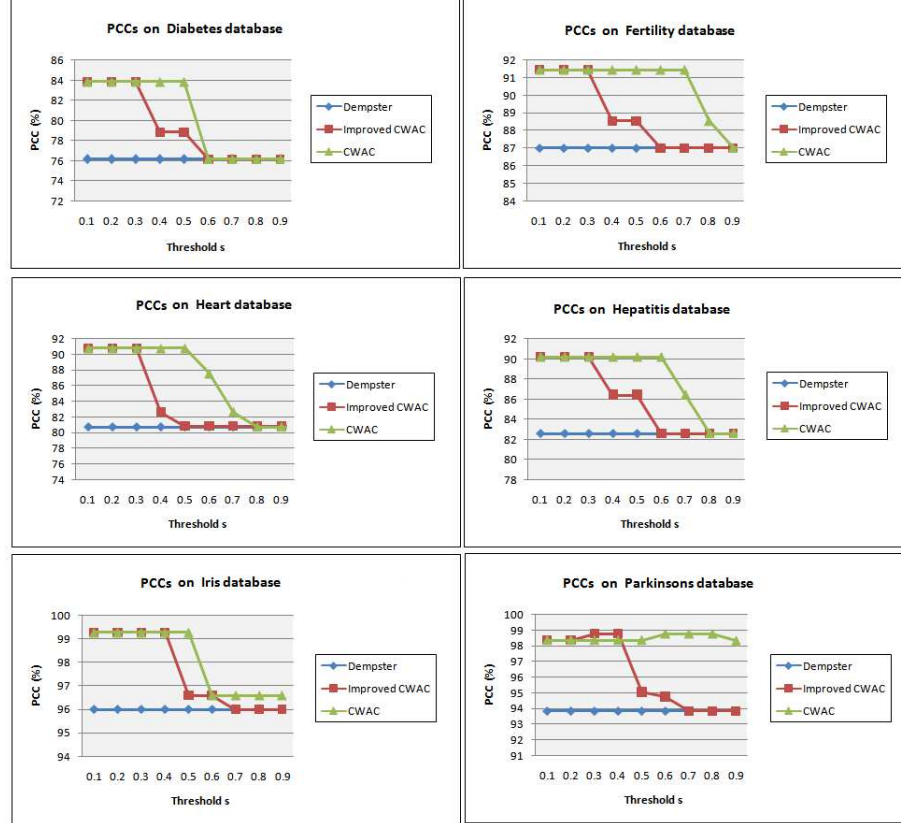 PCCs on Diabetes database
PCC (%)
86
84
82
80
78
76
74
72
0.1 0.2 0.3 0.4 0.5 0.6 0.7 0.8 0.9
Threshold s
Dempster
Improved CWAC
CWAC
PCCs on Fertility database
PCC (%)
92
91
90
89
88
87
86
85
84
0.1 0.2 0.3 0.4 0.5 0.6 0.7 0.8 0.9
Threshold s
Dempster
Improved CWAC
CWAC
PCCs on Heart database
PCC (%)
92
90
88
86
84
82
80
78
76
74
0.1 0.2 0.3 0.4 0.5 0.6 0.7 0.8 0.9
Threshold s
Dempster
Improved CWAC
CWAC
PCCs on Hepatitis database
PCC (%)
92
90
88
86
84
82
80
78
0.1 0.2 0.3 0.4 0.5 0.6 0.7 0.8 0.9
Threshold s
Dempster
Improved CWAC
CWAC
PCCs on Iris database
PCC (%)
100
99
98
97
96
95
94
0.1 0.2 0.3 0.4 0.5 0.6 0.7 0.8 0.9
Threshold s
Dempster
Improved CWAC
CWAC
PCCs on Parkinsons database
PCC (%)
100
99
98
97
96
95
94
93
92
91
0.1 0.2 0.3 0.4 0.5 0.6 0.7 0.8 0.9
Threshold s
Dempster
Improved CWAC
CWAC